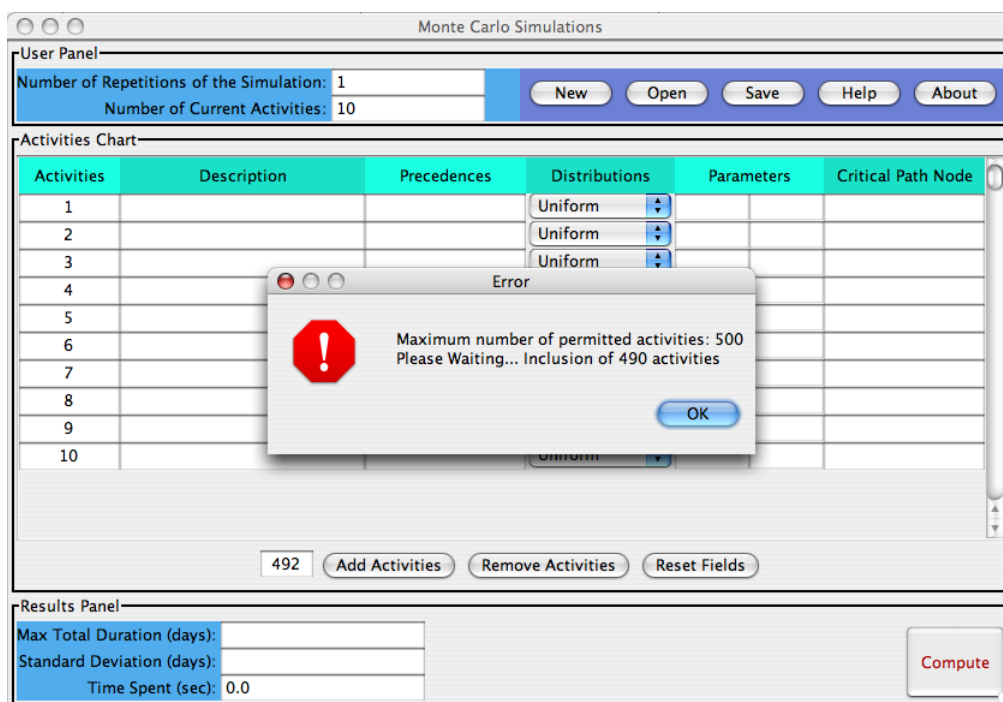 Monte Carlo Simulations
User Panel
Number of Repetitions of the Simulation: 1
Number of Current Activities: 10
New Open Save Help About
Activities Chart
Activities Description Precedences Distributions Parameters Critical Path Node
1 Uniform
2 Uniform
3 Uniform
4
5
6
7
8
9
10 Uniform
Error
Maximum number of permitted activities: 500
Please Waiting... Inclusion of 490 activities
OK
492 Add Activities Remove Activities Reset Fields
Results Panel
Max Total Duration (days):
Standard Deviation (days):
Time Spent (sec): 0.0
Compute